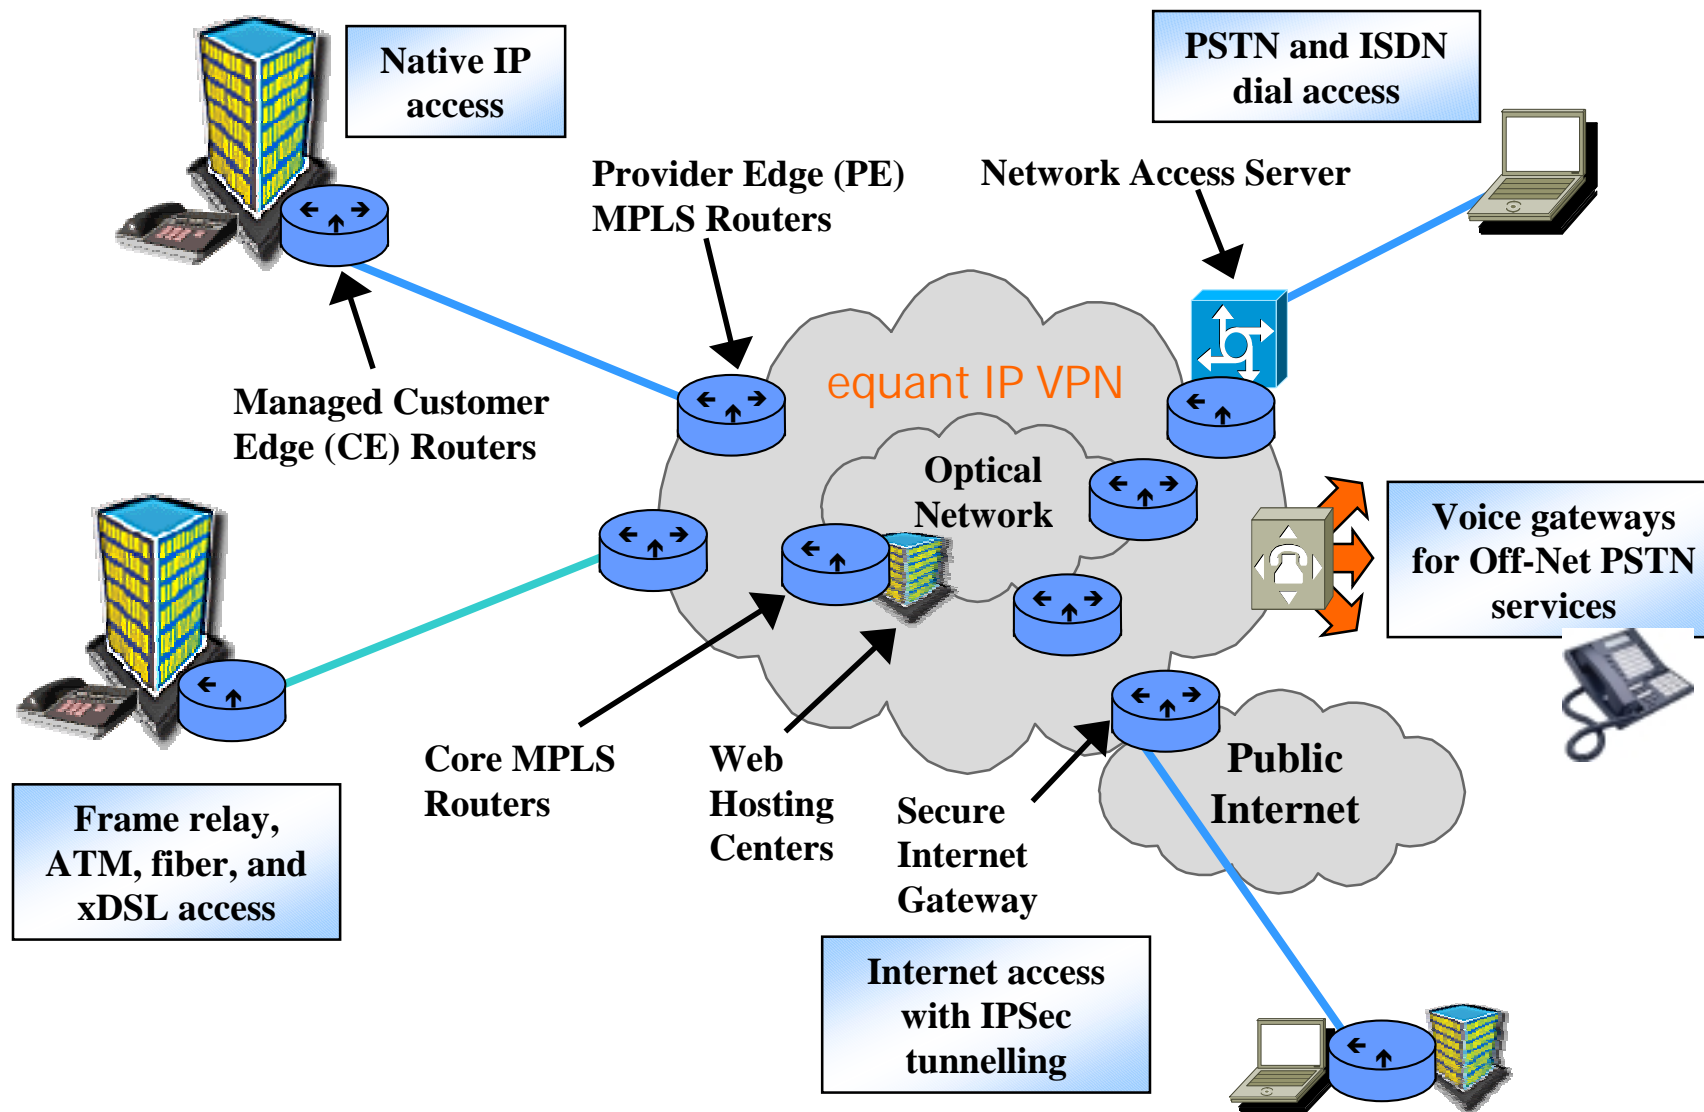 Native IP
access
PSTN and ISDN
dial access
Provider Edge (PE)
MPLS Routers
Network Access Server
equant IP VPN
Managed Customer
Edge (CE) Routers
Optical
Network
Voice gateways
for Off-Net PSTN
services
Core MPLS
Routers
Web
Hosting
Centers
Secure
Internet
Gateway
Public
Internet
Frame relay,
ATM, fiber, and
xDSL access
Internet access
with IPSec
tunnelling